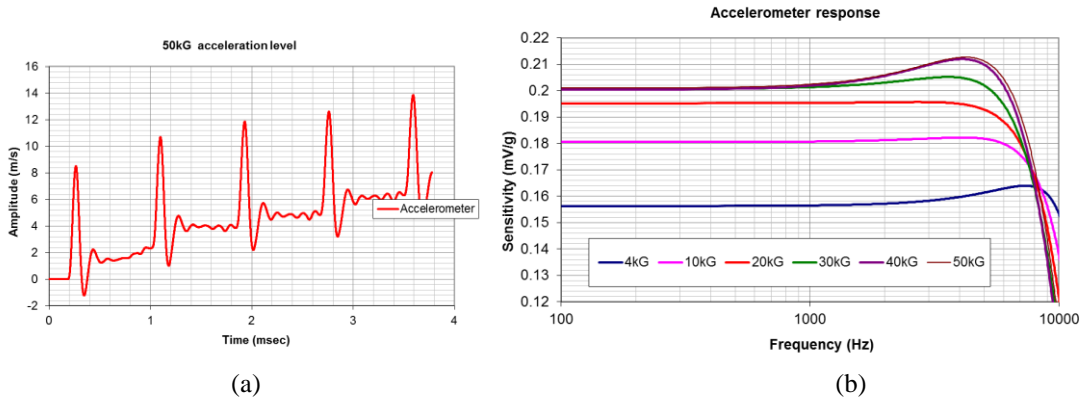 50kG acceleration level
16
14
12
10
8
6
4
2
0
-2
Amplitude (m/s)
Accelerometer
0 1 2 3 4
Time (msec)
(a)
Accelerometer response
0.22
0.21
0.2
0.19
0.18
0.17
0.16
0.15
0.14
0.13
0.12
Sensitivity (mV/g)
4kG 10kG 20kG 30kG 40kG 50kG
100 1000 10000
Frequency (Hz)
(b)